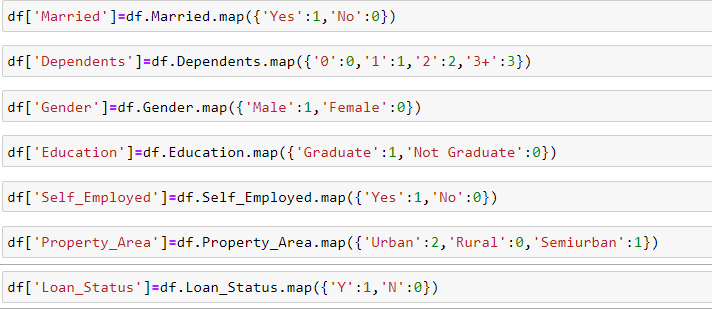 df['Married']=df.Married.map({'Yes':1,'No':0})
df['Dependents']=df.Dependents.map({'0':0,'1':1,'2':2,'3+':3})
df['Gender']=df.Gender.map({'Male':1,'Female':0})
df['Education']=df.Education.map({'Graduate':1,'Not Graduate':0})
df['Self_Employed']=df.Self_Employed.map({'Yes':1,'No':0})
df['Property_Area']=df.Property_Area.map({'Urban':2,'Rural':0,'Semiurban':1})
df['Loan_Status']=df.Loan_Status.map({'Y':1,'N':0})